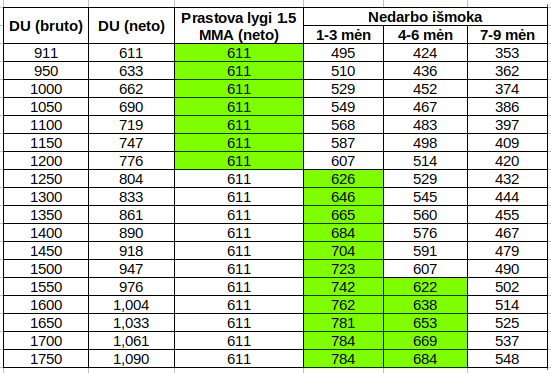 DU (bruto) DU (neto) Prastova lygi 1.5 MMA (neto) Nedarbo išmoka
1-3 mėn 4-6 mėn 7-9 mėn
911 611 611 495 424 353
950 633 611 510 436 362
1000 662 611 529 452 374
1050 690 611 549 467 386
1100 719 611 568 483 397
1150 747 611 587 498 409
1200 776 611 607 514 420
1250 804 611 626 529 432
1300 833 611 646 545 444
1350 861 611 665 560 455
1400 890 611 684 576 467
1450 918 611 704 591 479
1500 947 611 723 607 490
1550 976 611 742 622 502
1600 1,004 611 762 638 514
1650 1,033 611 781 653 525
1700 1,061 611 784 669 537
1750 1,090 611 784 684 548